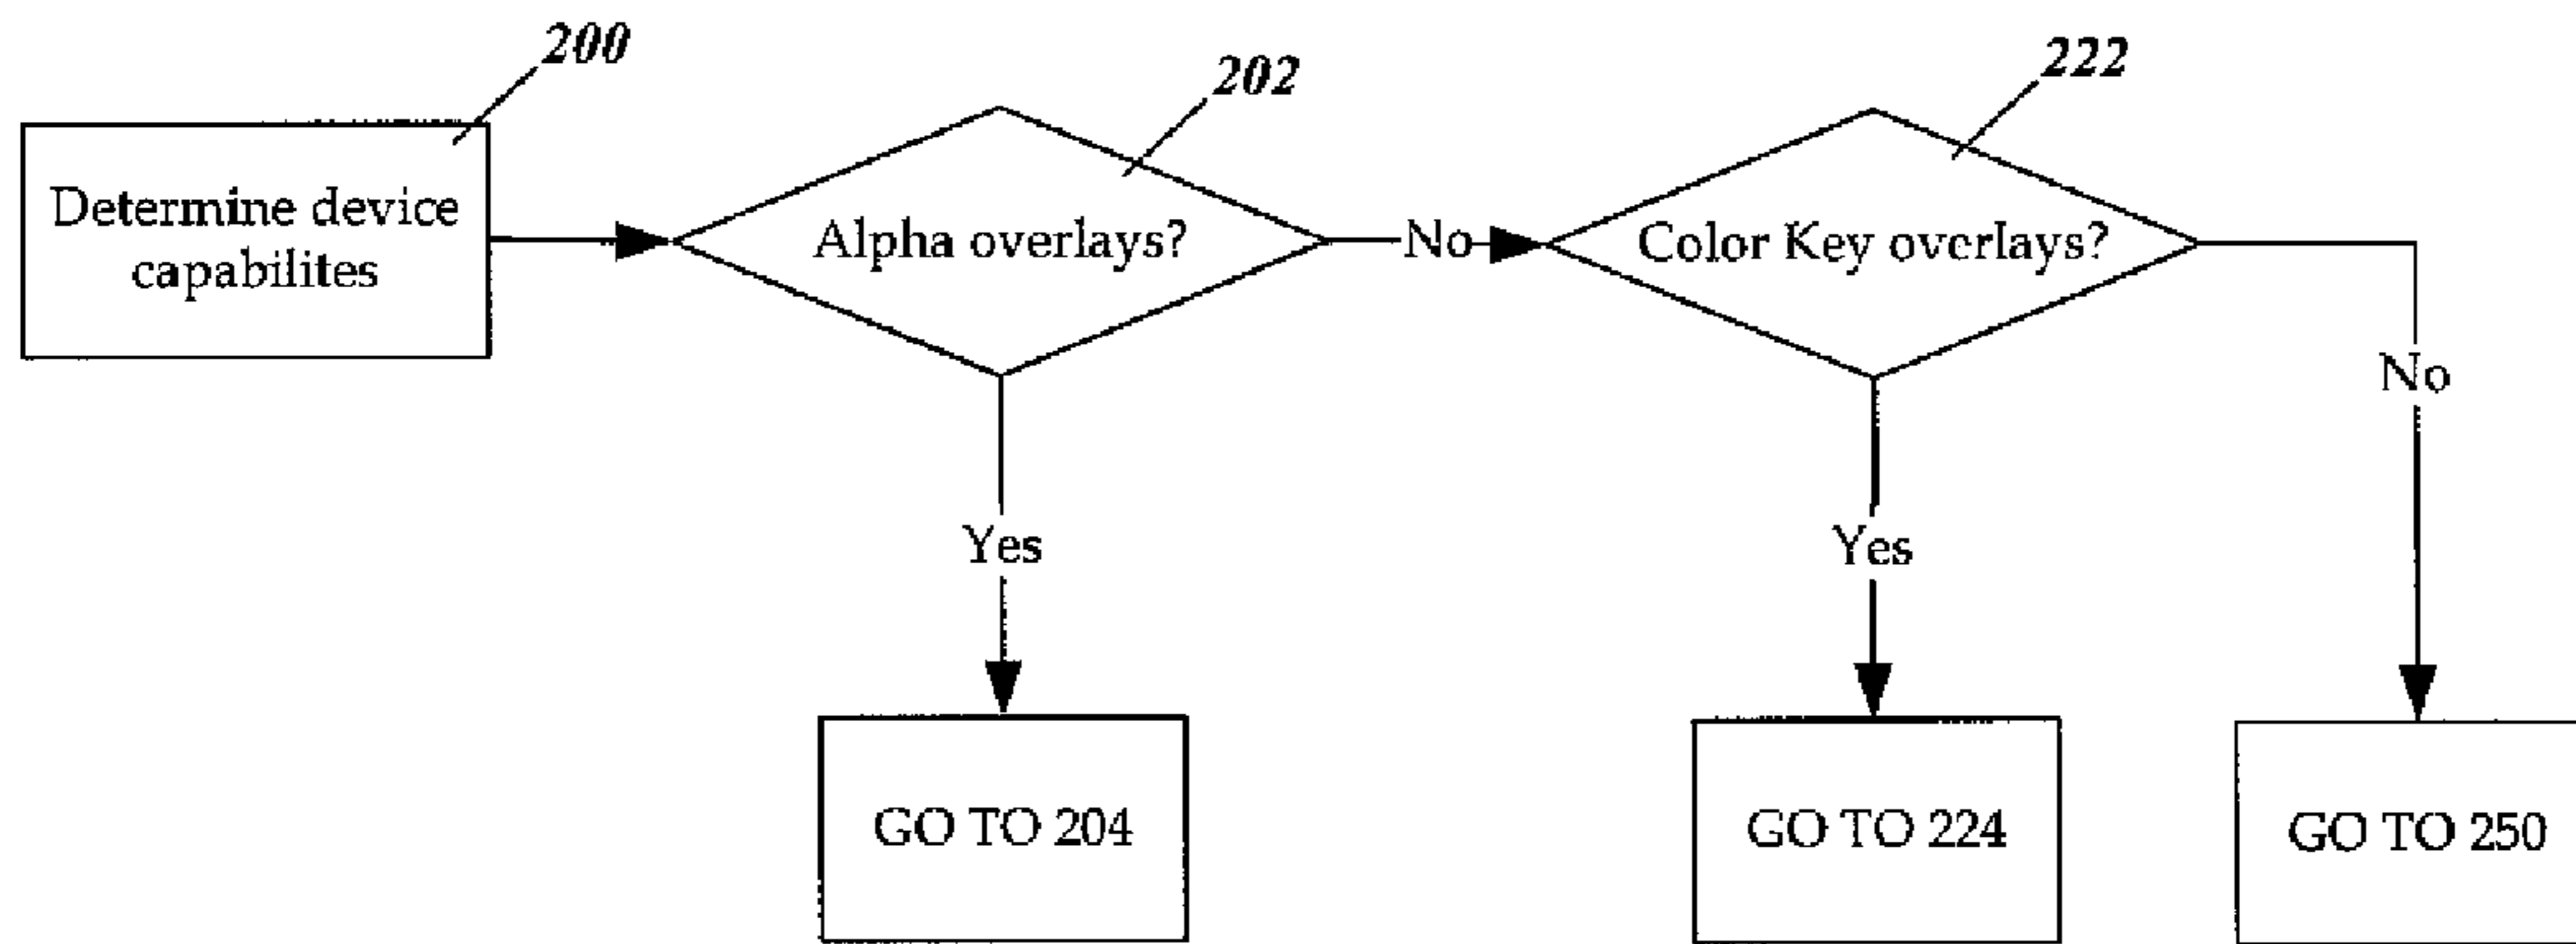 200
202
222
Determine device
capabilites
Alpha overlays?
No
Color Key overlays?
No
Yes
Yes
GO TO 204
GO TO 224
GO TO 250